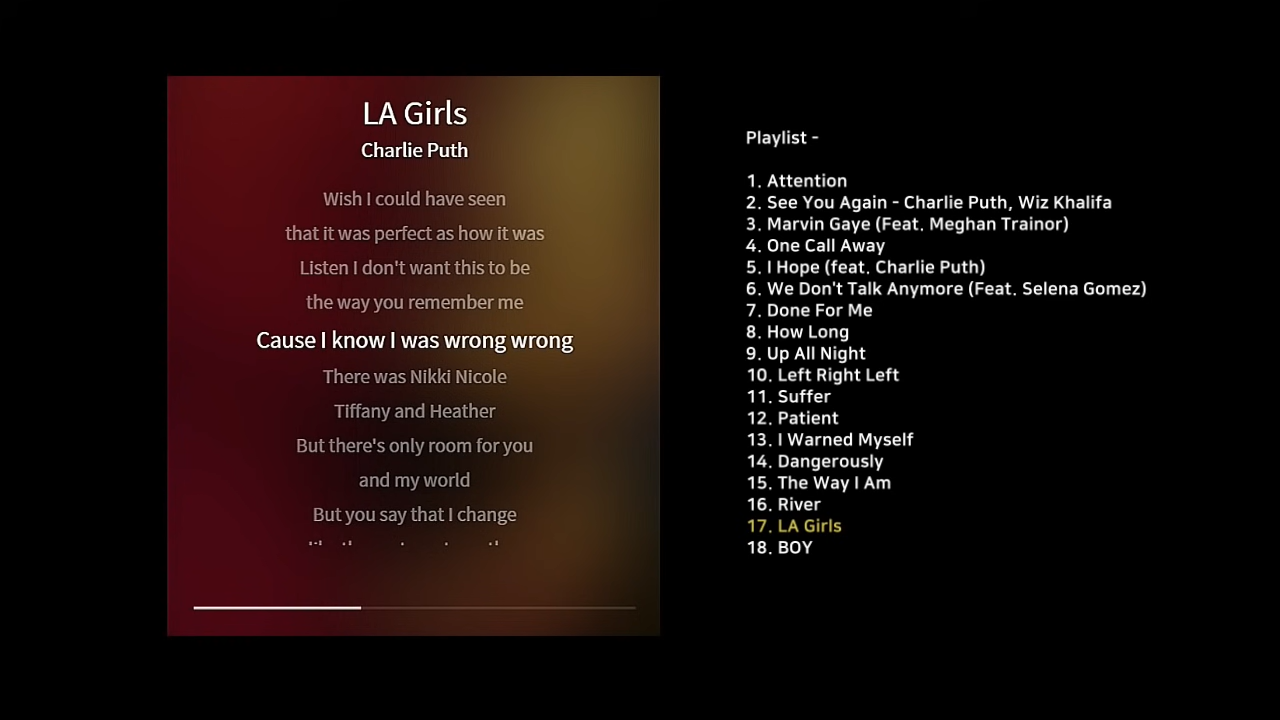 LA Girls
Charlie Puth
Wish I could have seen
that it was perfect as how it was
Listen I don't want this to be
the way you remember me
Cause I know I was wrong wrong
There was Nikki Nicole
Tiffany and Heather
But there's only room for you
and my world
But you say that I change
Playlist -
1. Attention
2. See You Again - Charlie Puth, Wiz Khalifa
3. Marvin Gaye (Feat. Meghan Trainor)
4. One Call Away
5. I Hope (feat. Charlie Puth)
6. We Don't Talk Anymore (Feat. Selena Gomez)
7. Done For Me
8. How Long
9. Up All Night
10. Left Right Left
11. Suffer
12. Patient
13. I Warned Myself
14. Dangerously
15. The Way I Am
16. River
17. LA Girls
18. BOY